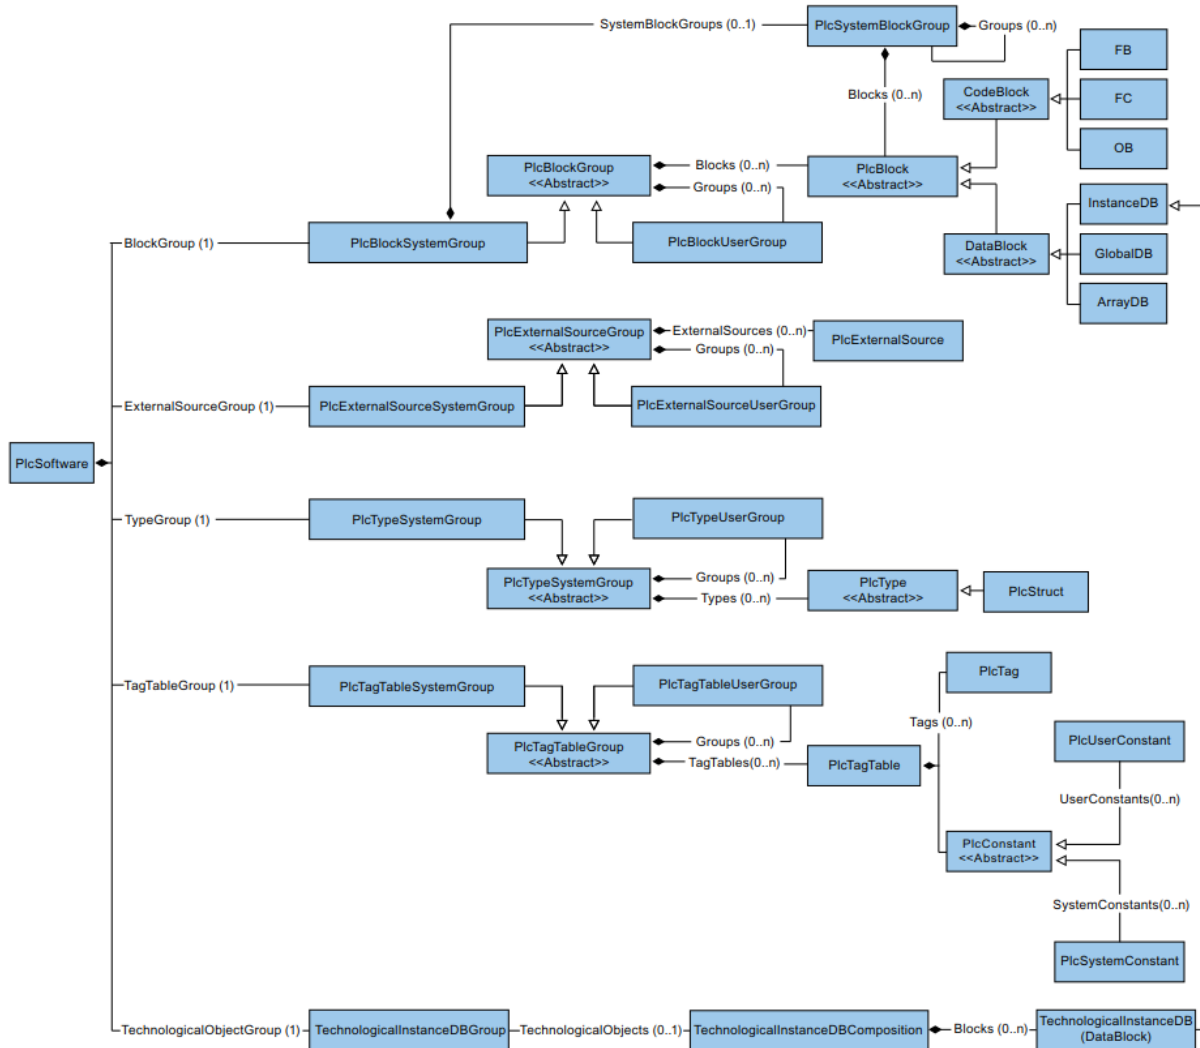 SystemBlockGroups (0..1)
PlcSystemBlockGroup
Groups (0..n)
FB
Blocks (0..n)
CodeBlock
<<Abstract>>
FC
OB
PlcBlockGroup
<<Abstract>>
Blocks (0..n)
Groups (0..n)
PlcBlock
<<Abstract>>
InstanceDB
BlockGroup (1)
PlcBlockSystemGroup
PlcBlockUserGroup
DataBlock
<<Abstract>>
GlobalDB
ArrayDB
PlcExternalSourceGroup
<<Abstract>>
ExternalSources (0..n)
Groups (0..n)
PlcExternalSource
ExternalSourceGroup (1)
PlcExternalSourceSystemGroup
PlcExternalSourceUserGroup
PlcSoftware
TypeGroup (1)
PlcTypeSystemGroup
PlcTypeUserGroup
PlcTypeSystemGroup
<<Abstract>>
Groups (0..n)
Types (0..n)
PlcType
<<Abstract>>
PlcStruct
TagTableGroup (1)
PlcTagTableSystemGroup
PlcTagTableUserGroup
PlcTag
Tags (0..n)
PlcTagTableGroup
<<Abstract>>
Groups (0..n)
TagTables(0..n)
PlcTagTable
PlcUserConstant
UserConstants(0..n)
PlcConstant
<<Abstract>>
SystemConstants(0..n)
PlcSystemConstant
TechnologicalObjectGroup (1)
TechnologicalInstanceDBGroup
TechnologicalObjects (0..1)
TechnologicalInstanceDBComposition
Blocks (0..n)
TechnologicalInstanceDB
(DataBlock)